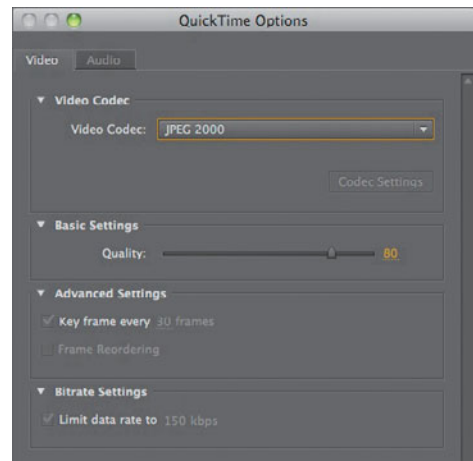 QuickTime Options
Video Audio
Video Codec
Video Codec: JPEG 2000
Codec Settings
Basic Settings
Quality: 80
Advanced Settings
Key frame every 30 frames
Frame Reordering
Bitrate Settings
Limit data rate to 150 kbps